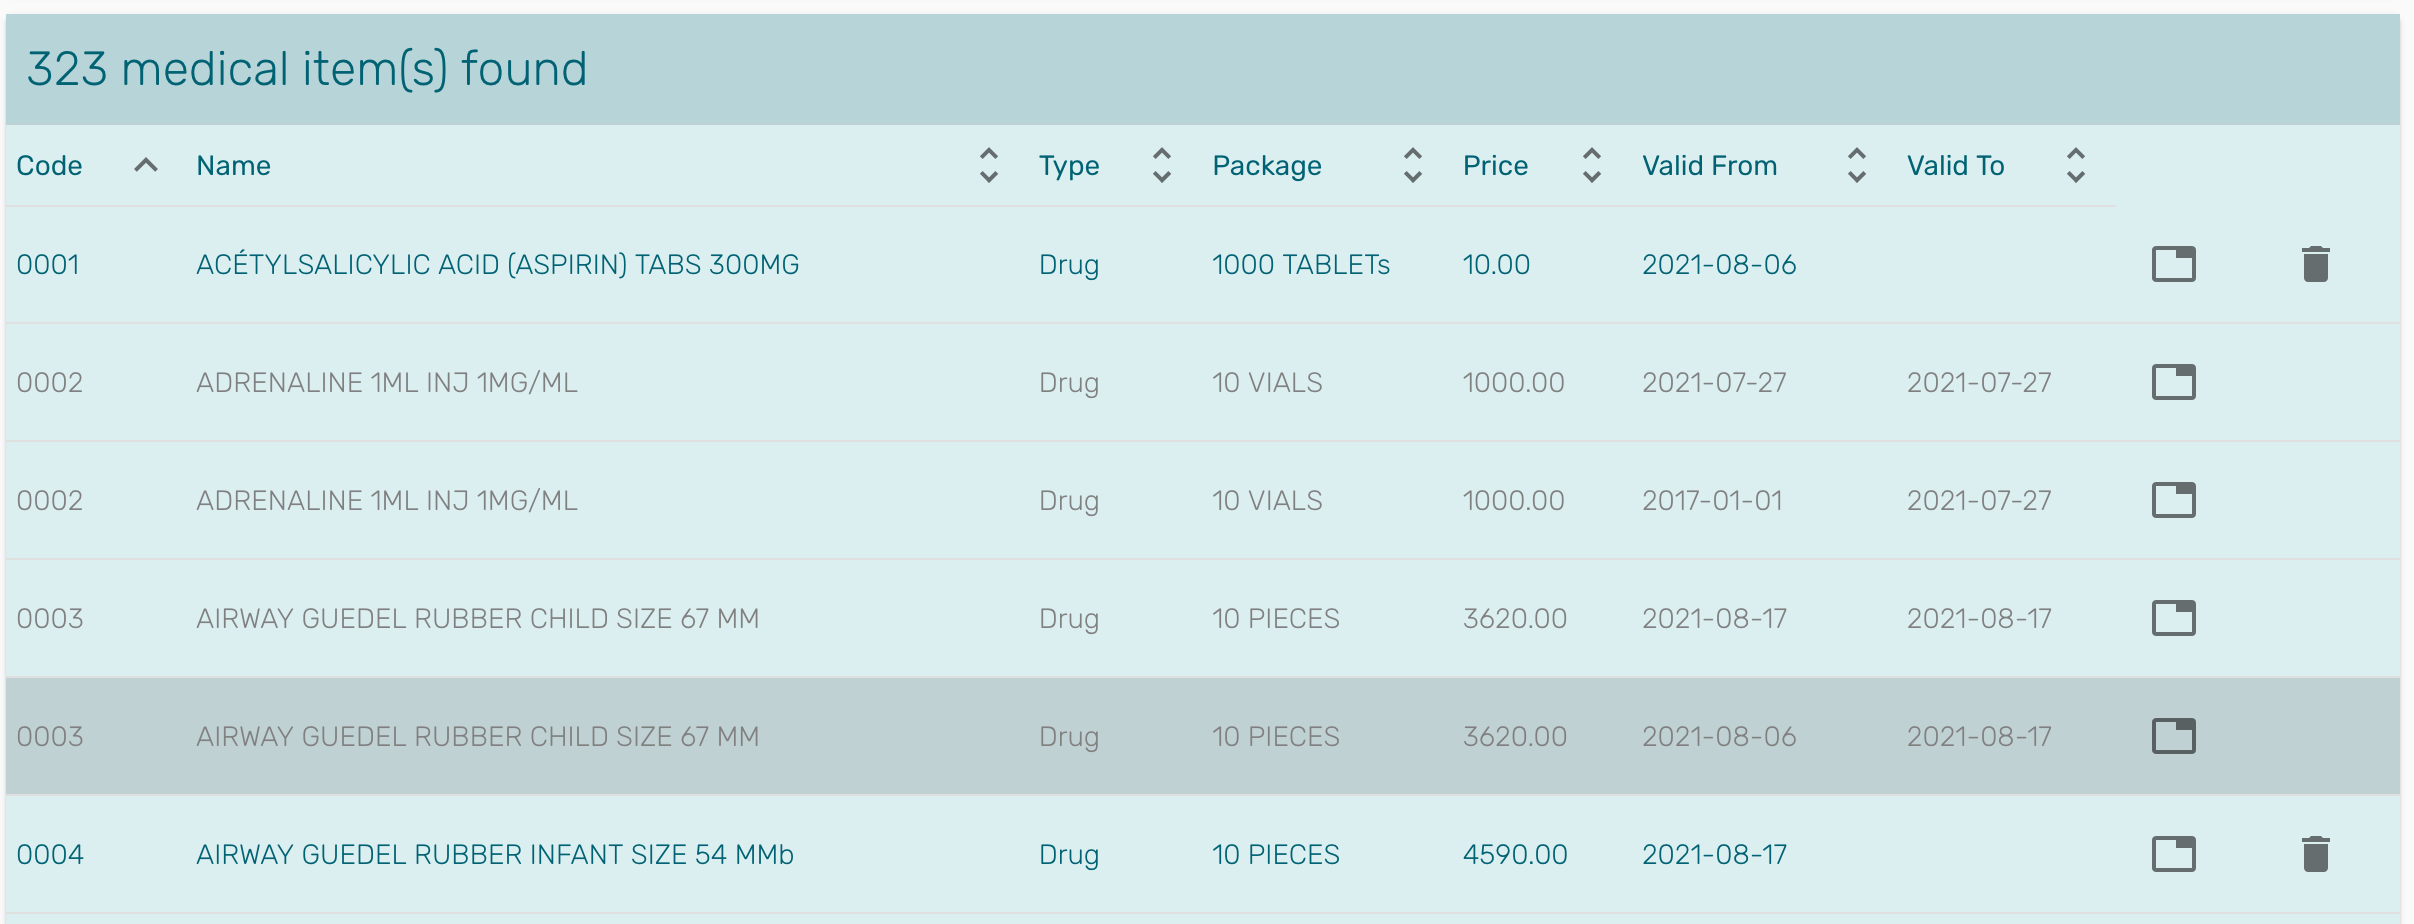 323 medical item(s) found
Code Name Type Package Price Valid From Valid To
0001 ACÉTYLSALICYLIC ACID (ASPIRIN) TABS 300MG Drug 1000 TABLETs 10.00 2021-08-06
0002 ADRENALINE 1ML INJ 1MG/ML Drug 10 VIALS 1000.00 2021-07-27 2021-07-27
0002 ADRENALINE 1ML INJ 1MG/ML Drug 10 VIALS 1000.00 2017-01-01 2021-07-27
0003 AIRWAY GUEDEL RUBBER CHILD SIZE 67 MM Drug 10 PIECES 3620.00 2021-08-17 2021-08-17
0003 AIRWAY GUEDEL RUBBER CHILD SIZE 67 MM Drug 10 PIECES 3620.00 2021-08-06 2021-08-17
0004 AIRWAY GUEDEL RUBBER INFANT SIZE 54 MMb Drug 10 PIECES 4590.00 2021-08-17